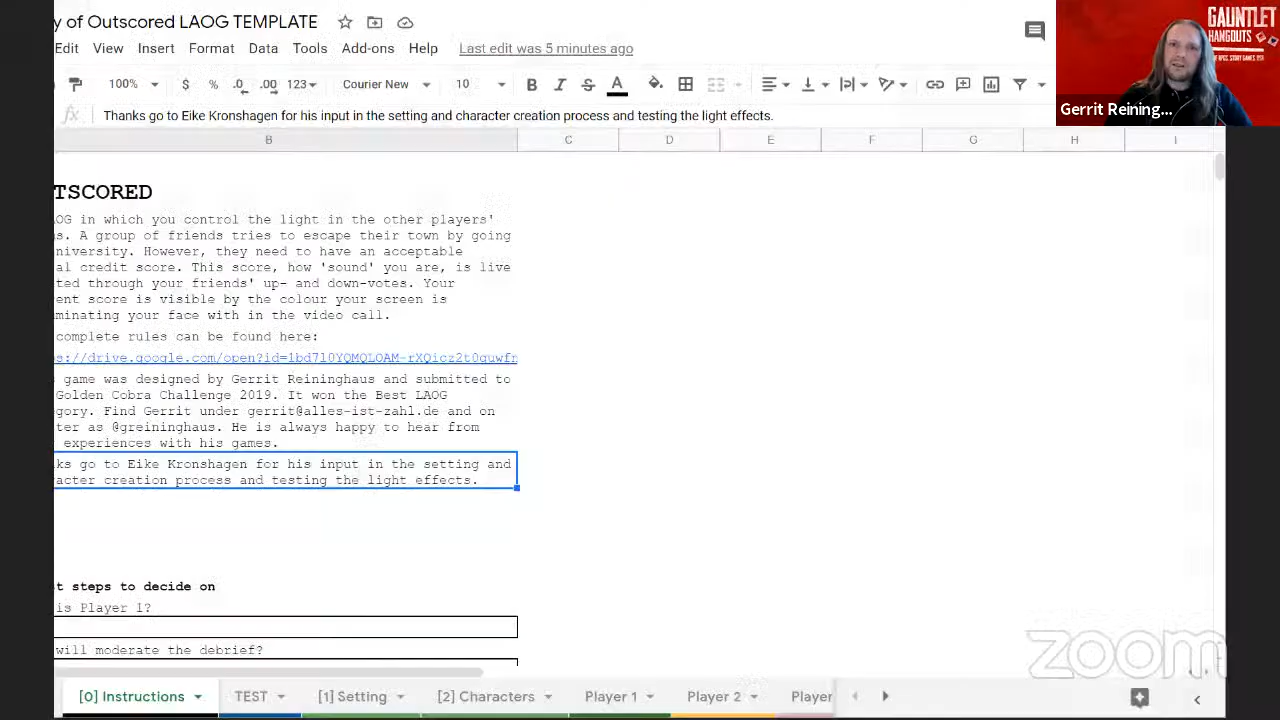 y of Outscored LAOG TEMPLATE
Edit View Insert Format Data Tools Add-ons Help Last edit was 5 minutes ago
100% $ % .0 .00 123 Courier New 10 B I S A
fx Thanks go to Eike Kronshagen for his input in the setting and character creation process and testing the light effects.
B C D E F G H I
TSCORED
OG in which you control the light in the other players'
s. A group of friends tries to escape their town by going
niversity. However, they need to have an acceptable
al credit score. This score, how 'sound' you are, is live
ted through your friends' up- and down-votes. Your
ent score is visible by the colour your screen is
minating your face with in the video call.
complete rules can be found here:
s://drive.google.com/open?id=1bd7l0YQMQLOAM-rXQicz2t0guwfr
game was designed by Gerrit Reininghaus and submitted to
Golden Cobra Challenge 2019. It won the Best LAOG
gory. Find Gerrit under gerrit@alles-ist-zahl.de and on
ter as @greininghaus. He is always happy to hear from
experiences with his games.
ks go to Eike Kronshagen for his input in the setting and
acter creation process and testing the light effects.
t steps to decide on
is Player 1?
will moderate the debrief?
[0] Instructions TEST [1] Setting [2] Characters Player 1 Player 2 Player
GAUNTLET
HANGOUTS
Gerrit Reining...
zoom